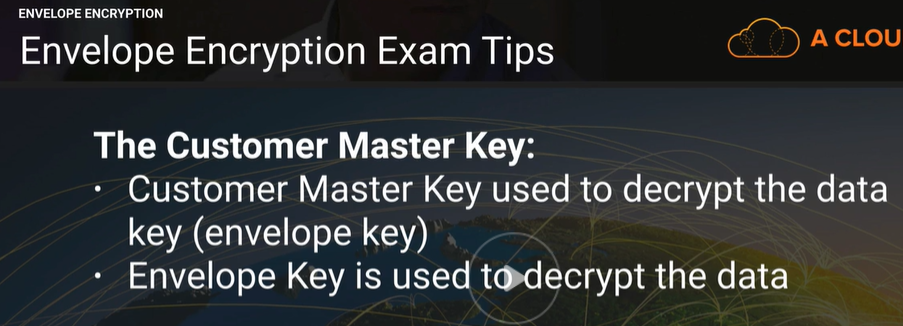 ENVELOPE ENCRYPTION
Envelope Encryption Exam Tips
A CLOU
The Customer Master Key:
• Customer Master Key used to decrypt the data
key (envelope key)
• Envelope Key is used to decrypt the data